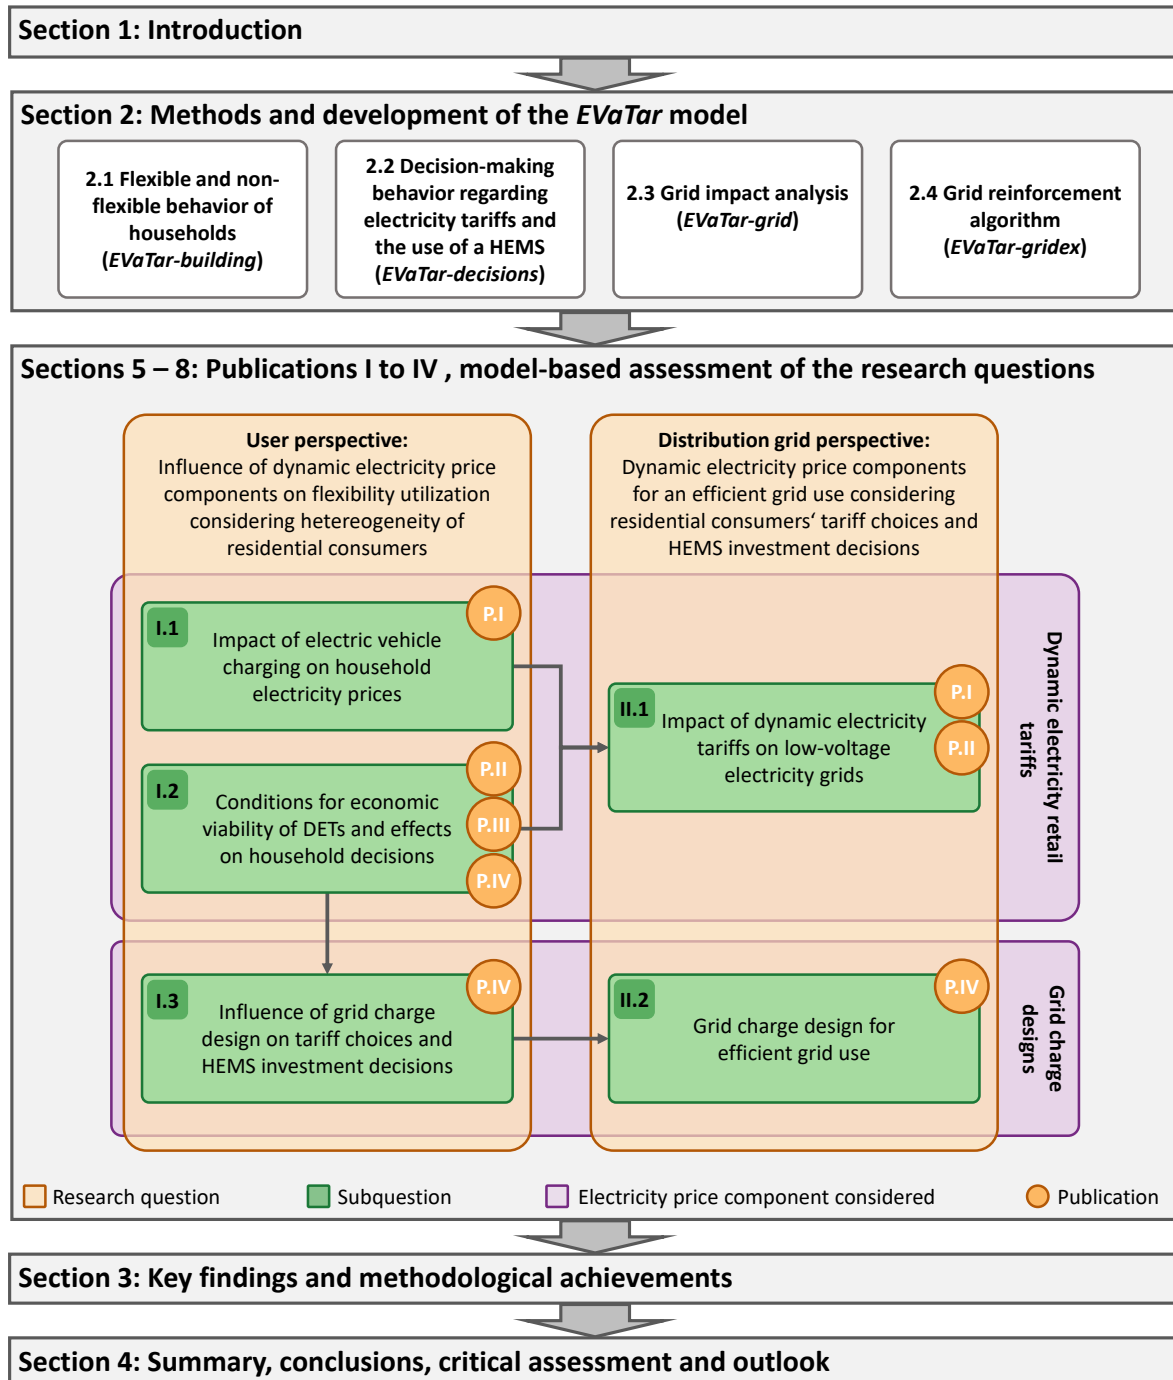 Section 1: Introduction
Section 2: Methods and development of the EVaTar model
2.1 Flexible and non-
flexible behavior of
households
(EVaTar-building)
2.2 Decision-making
behavior regarding
electricity tariffs and
the use of a HEMS
(EVaTar-decisions)
2.3 Grid impact analysis
(EVaTar-grid)
2.4 Grid reinforcement
algorithm
(EVaTar-gridex)
Sections 5 – 8: Publications I to IV , model-based assessment of the research questions
User perspective:
Influence of dynamic electricity price
components on flexibility utilization
considering hetereogeneity of
residential consumers
Distribution grid perspective:
Dynamic electricity price components
for an efficient grid use considering
residential consumers‘ tariff choices and
HEMS investment decisions
I.1
P.I
Impact of electric vehicle
charging on household
electricity prices
I.2
P.II
P.III
P.IV
Conditions for economic
viability of DETs and effects
on household decisions
II.1
P.I
P.II
Impact of dynamic electricity
tariffs on low-voltage
electricity grids
Dynamic electricity retail
tariffs
I.3
P.IV
Influence of grid charge
design on tariff choices and
HEMS investment decisions
II.2
P.IV
Grid charge design for
efficient grid use
Grid charge
designs
Research question
Subquestion
Electricity price component considered
Publication
Section 3: Key findings and methodological achievements
Section 4: Summary, conclusions, critical assessment and outlook